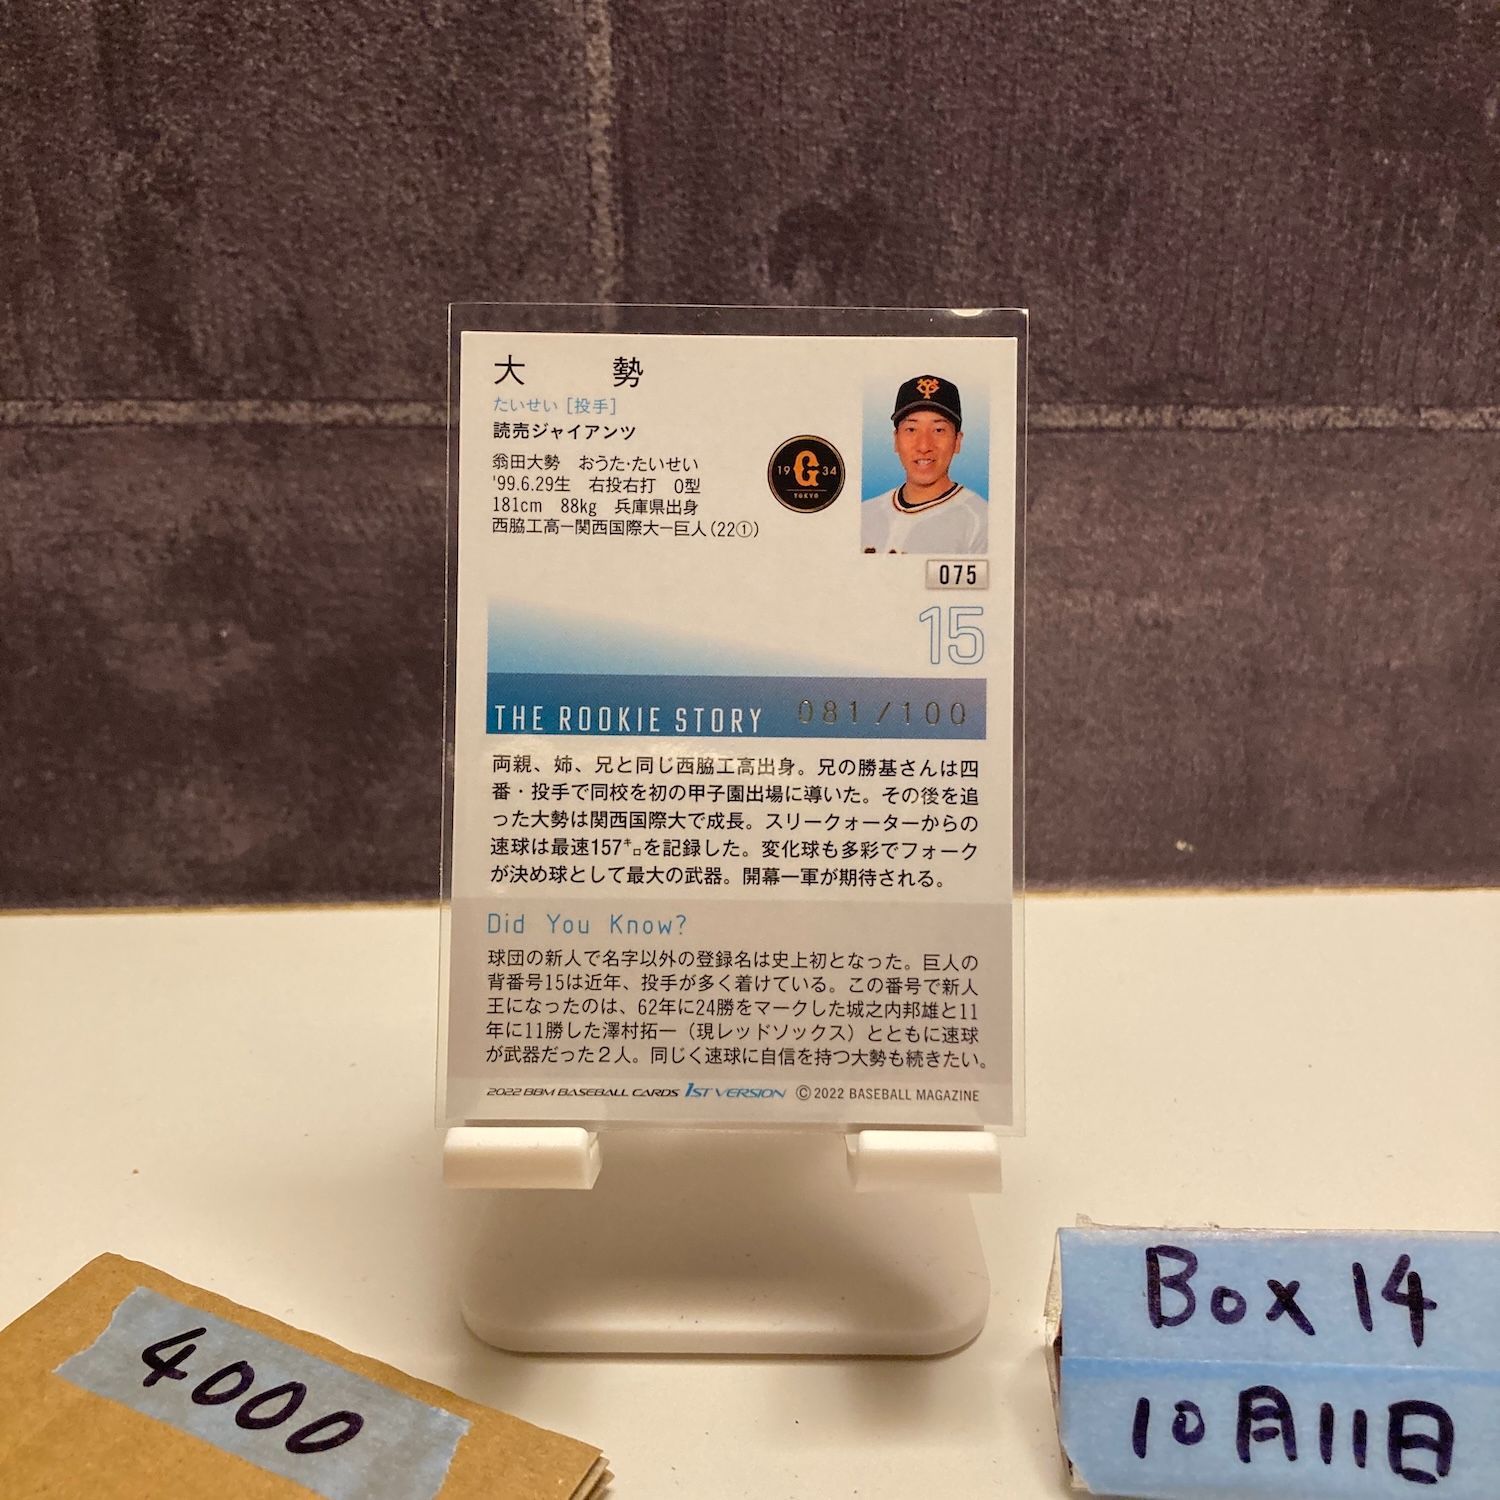 大 勢
たいせい [投手]
読売ジャイアンツ
翁田大勢 おうた・たいせい
'99.6.29生 右投右打 O型
181cm 88kg 兵庫県出身
西脇工高ー関西国際大ー巨人(22①)
19 G 34
TOKYO
075
15
THE ROOKIE STORY 081/100
両親、姉、兄と同じ西脇工高出身。兄の勝基さんは四
番・投手で同校を初の甲子園出場に導いた。その後を追
った大勢は関西国際大で成長。スリークォーターからの
速球は最速157㌔を記録した。変化球も多彩でフォーク
が決め球として最大の武器。開幕一軍が期待される。
Did You Know?
球団の新人で名字以外の登録名は史上初となった。巨人の
背番号15は近年、投手が多く着けている。この番号で新人
王になったのは、62年に24勝をマークした城之内邦雄と11
年に11勝した澤村拓一（現レッドソックス）とともに速球
が武器だった2人。同じく速球に自信を持つ大勢も続きたい。
2022 BBM BASEBALL CARDS 1ST VERSION ©2022 BASEBALL MAGAZINE
4000
Box 14
10月11日